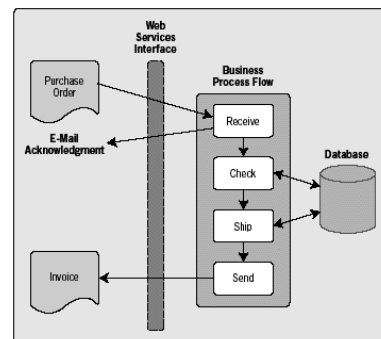 Web
Services
Interface
Purchase
Order
Business
Process Flow
Receive
E-Mail
Acknowledgment
Database
Check
Ship
Invoice
Send